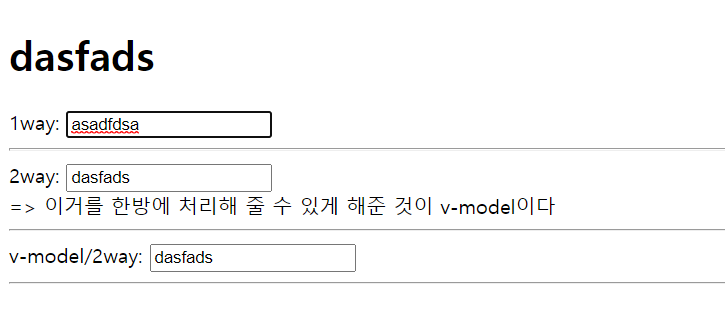 dasfads
1way: asadfdsa
2way: dasfads
=> 이거를 한방에 처리해 줄 수 있게 해준 것이 v-model이다
v-model/2way: dasfads